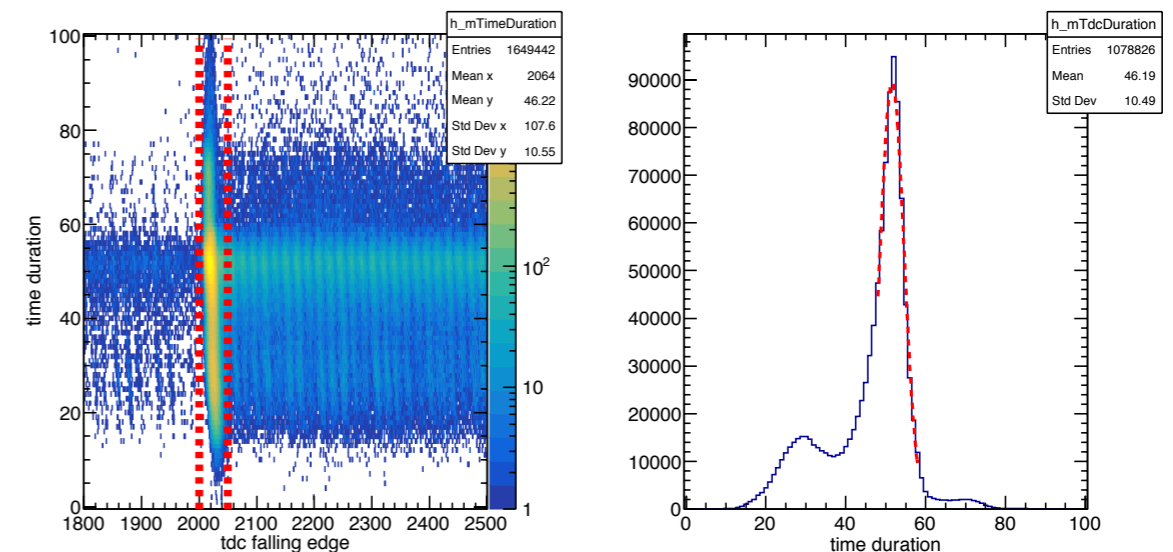 h_mTimeDuration
Entries 1649442
Mean x 2064
Mean y 46.22
Std Dev x 107.6
Std Dev y 10.55
100
80
60
40
20
0
time duration
1800 1900 2000 2100 2200 2300 2400 2500
tdc falling edge
10²
10
1
h_mTdcDuration
Entries 1078826
Mean 46.19
Std Dev 10.49
90000
80000
70000
60000
50000
40000
30000
20000
10000
0
0 20 40 60 80 100
time duration